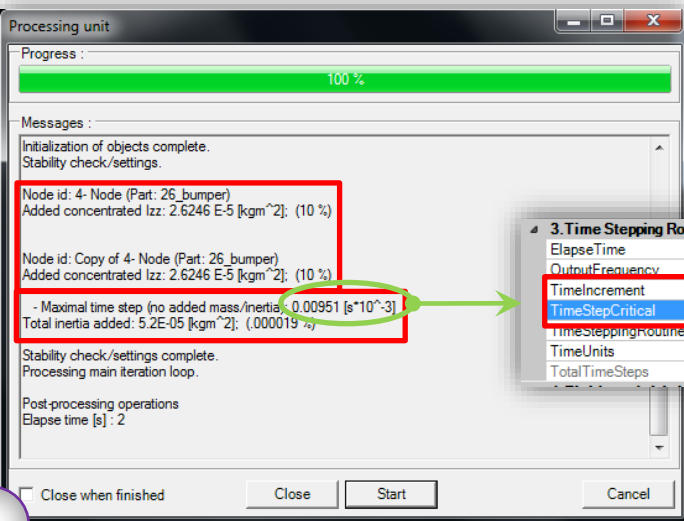 Processing unit
Progress :
100 %
Messages :
Initialization of objects complete.
Stability check/settings.
Node id: 4- Node (Part: 26_bumper)
Added concentrated Izz: 2.6246 E-5 [kgm^2]; (10 %)
Node id: Copy of 4- Node (Part: 26_bumper)
Added concentrated Izz: 2.6246 E-5 [kgm^2]; (10 %)
- Maximal time step (no added mass/inertia): 0.00951 [s*10^-3]
Total inertia added: 5.2E-05 [kgm^2]; (.000019 %)
Stability check/settings complete.
Processing main iteration loop.
Post-processing operations
Elapse time [s] : 2
Close when finished
Close
Start
Cancel
3.Time Stepping Ro
ElapseTime
OutputFrequency
TimeIncrement
TimeStepCritical
TimeSteppingRoutine
TimeUnits
TotalTimeSteps